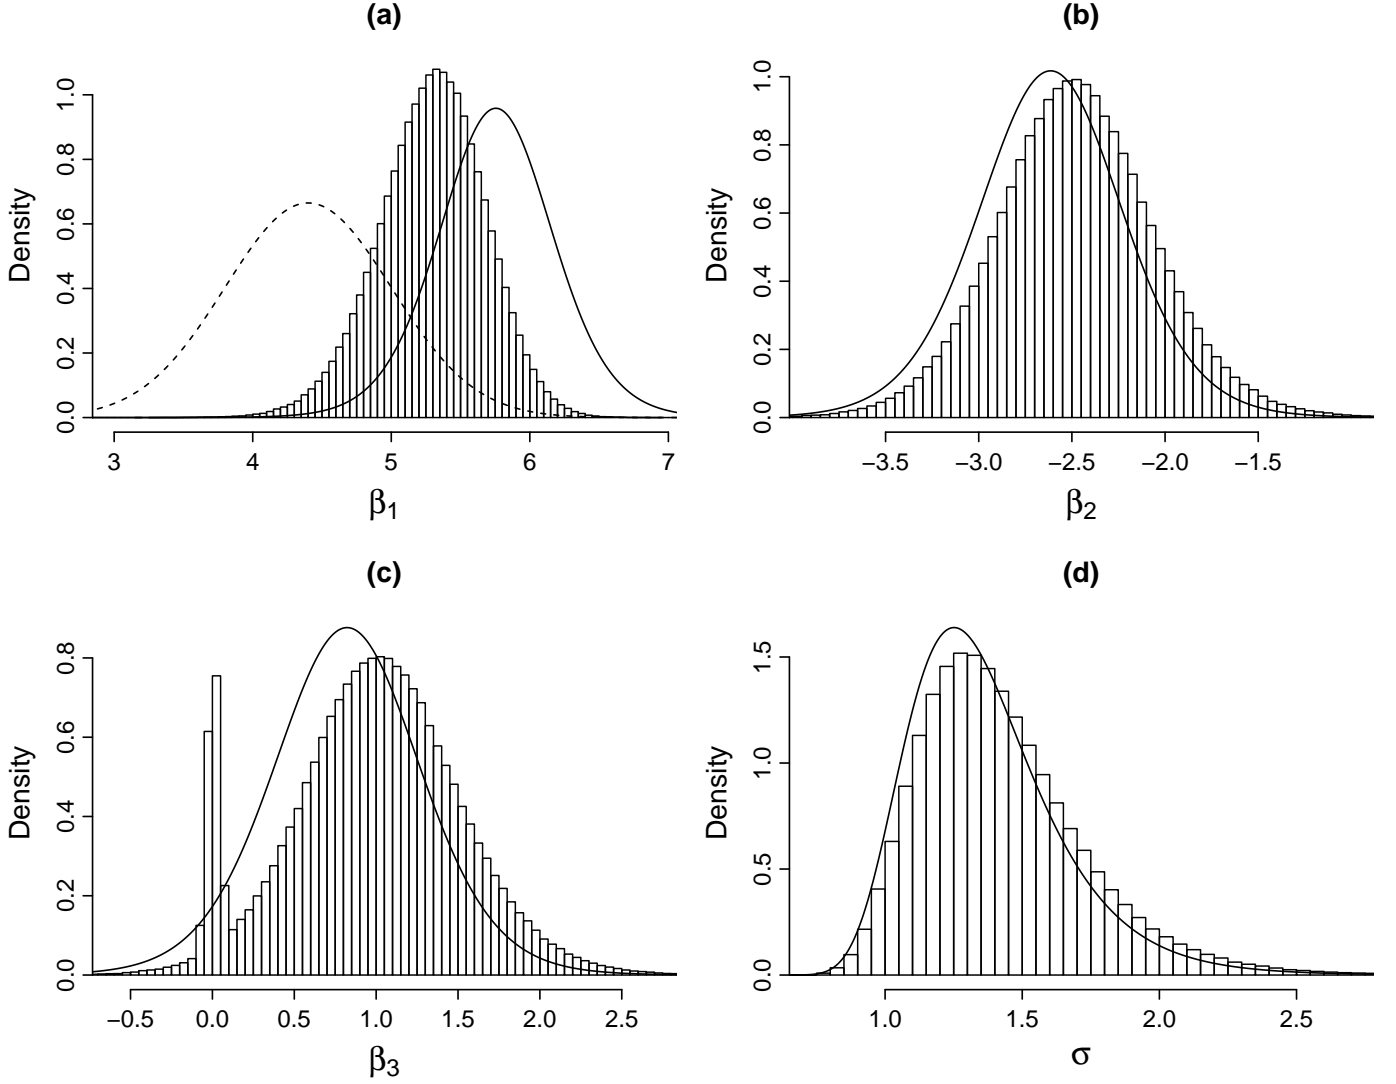 (a)
Density
0.0 0.2 0.4 0.6 0.8 1.0
3 4 5 6 7
β1
(b)
Density
0.0 0.2 0.4 0.6 0.8 1.0
−3.5 −3.0 −2.5 −2.0 −1.5
β2
(c)
Density
0.0 0.2 0.4 0.6 0.8
−0.5 0.0 0.5 1.0 1.5 2.0 2.5
β3
(d)
Density
0.0 0.5 1.0 1.5
1.0 1.5 2.0 2.5
σ